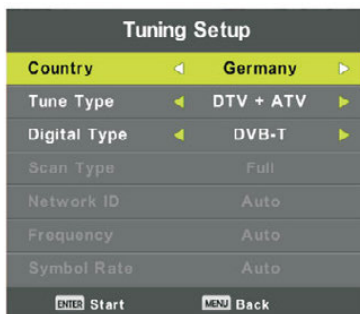 Tuning Setup
Country Germany
Tune Type DTV + ATV
Digital Type DVB-T
Scan Type Full
Network ID Auto
Frequency Auto
Symbol Rate Auto
ENTER Start MENU Back